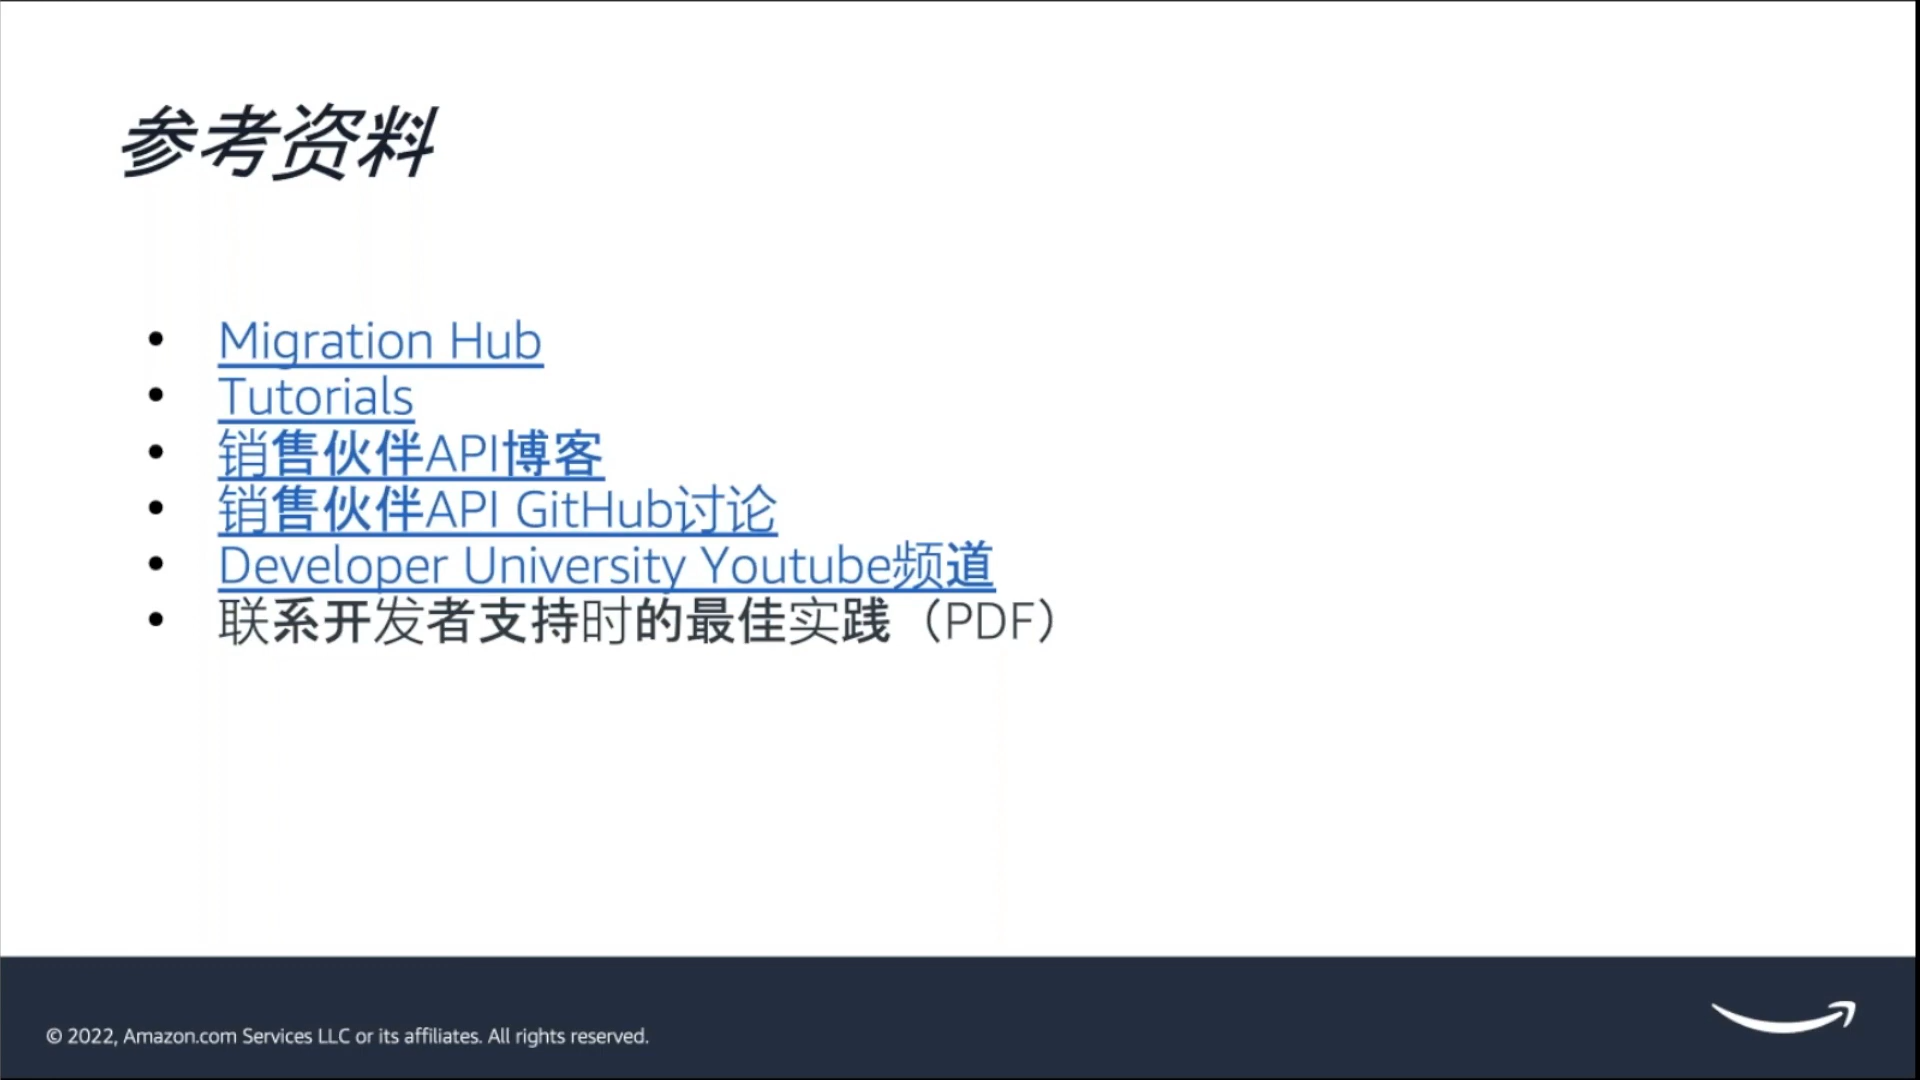 参考资料
Migration Hub
Tutorials
销售伙伴API博客
销售伙伴API GitHub讨论
Developer University Youtube频道
联系开发者支持时的最佳实践（PDF）
© 2022, Amazon.com Services LLC or its affiliates. All rights reserved.